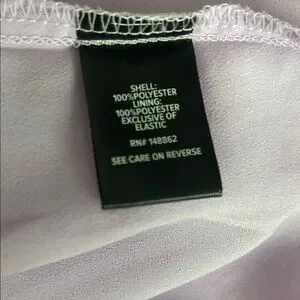 SHELL:
100%POLYESTER
LINING:
100%POLYESTER
EXCLUSIVE OF
ELASTIC
RN# 148862
SEE CARE ON REVERSE